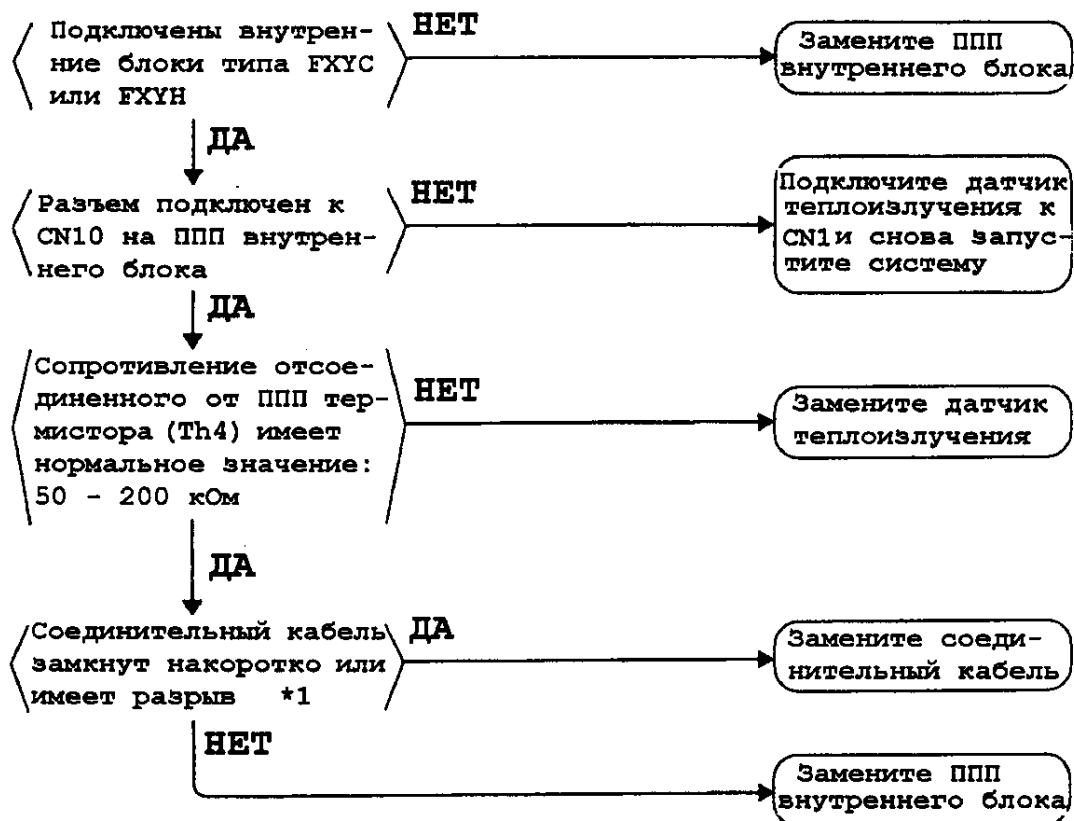 Подключены внутрен-
ние блоки типа FXYC
или FXYH
НЕТ
Замените ППП
внутреннего блока
ДА
Разъем подключен к
CN10 на ППП внутрен-
него блока
НЕТ
Подключите датчик
теплоизлучения к
CN1и снова запус-
тите систему
ДА
Сопротивление отсое-
диненного от ППП тер-
мистора (Th4) имеет
нормальное значение:
50 - 200 кОм
НЕТ
Замените датчик
теплоизлучения
ДА
Соединительный кабель
замкнут накоротко или
имеет разрыв *1
ДА
Замените соеди-
нительный кабель
НЕТ
Замените ППП
внутреннего блока